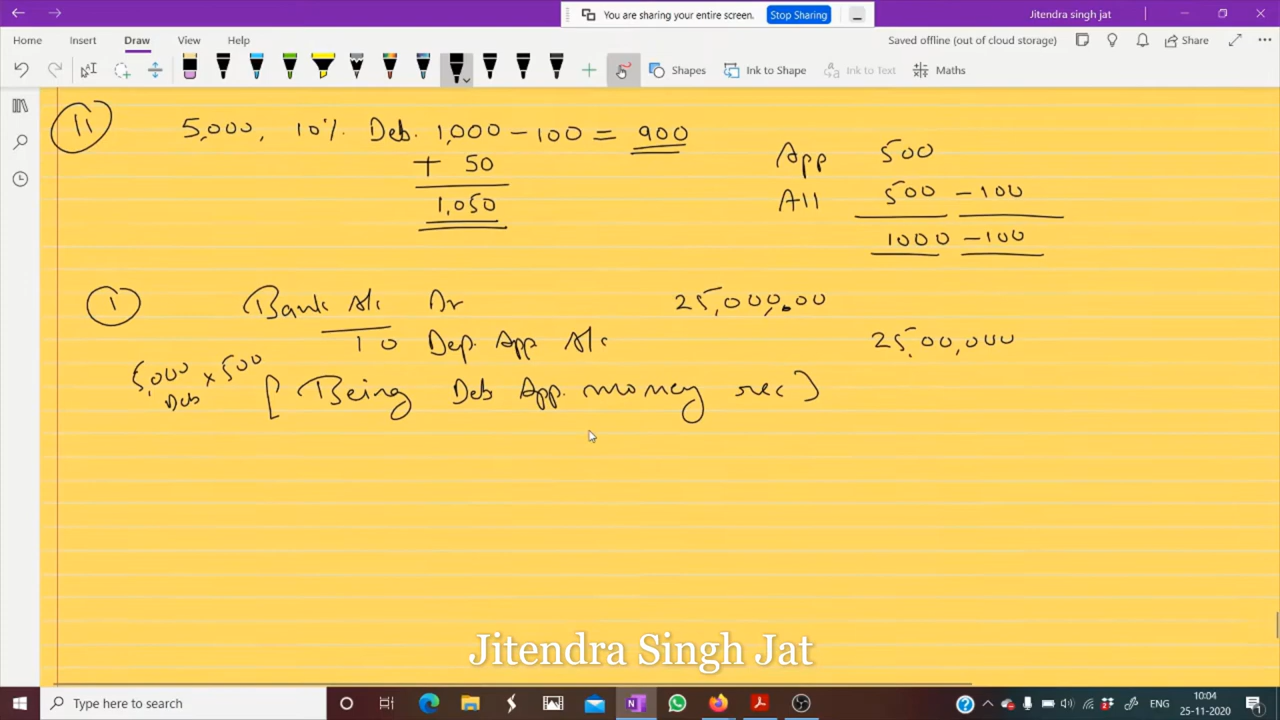 You are sharing your entire screen. Stop Sharing
Jitendra singh jat
Home Insert Draw View Help
Saved offline (out of cloud storage) Share
Shapes Ink to Shape Ink to Text Maths
11 5,000, 10% Deb. 1,000 - 100 = 900
+ 50
1,050
App 500
All 500 - 100
1000 - 100
1 Bank A/c Dr 25,000,00
To Dep. App A/c 25,00,000
5,000 Deb x 500
[ Being Deb App. money rec)
Jitendra Singh Jat
Type here to search
ENG
10:04
25-11-2020